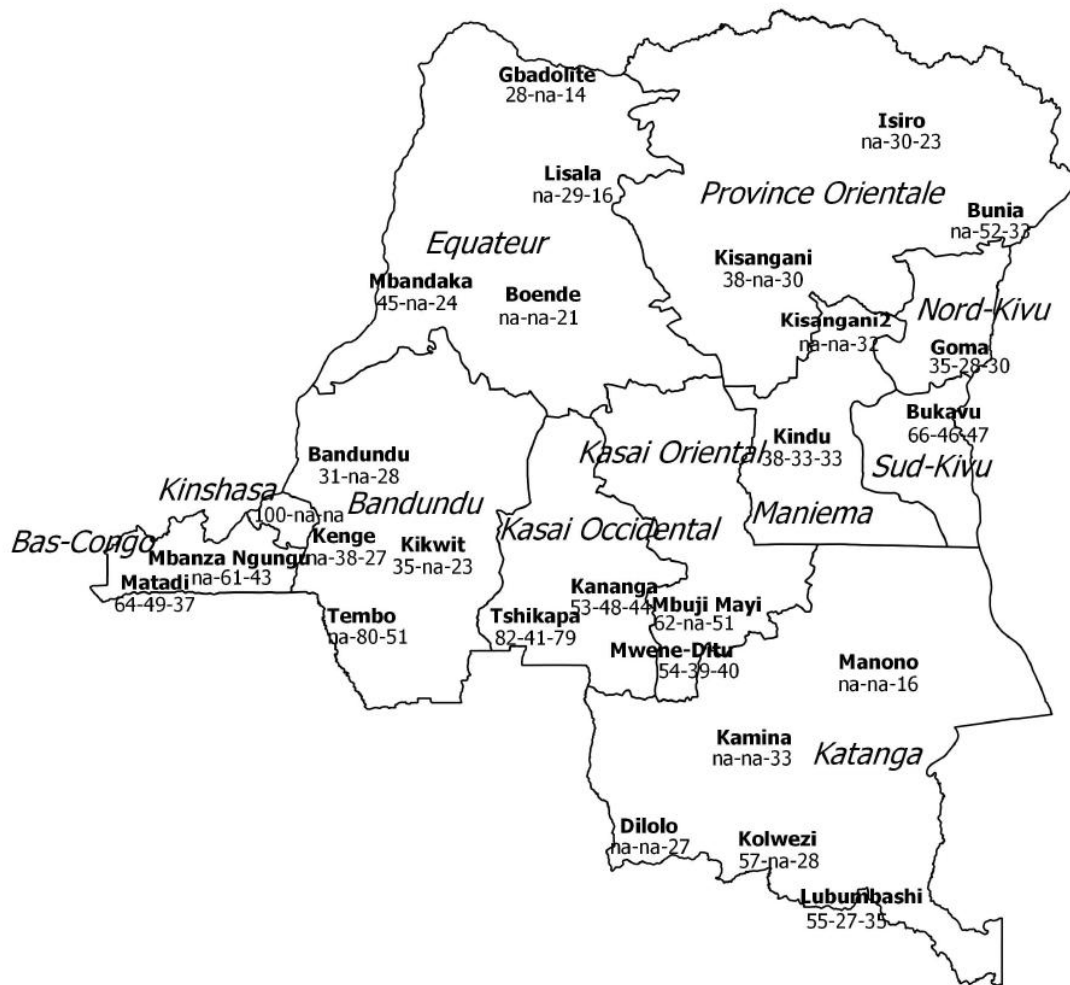 Gbadolite
28-na-14
Isiro
na-30-23
Lisala
na-29-16
Province Orientale
Bunia
na-52-33
Equateur
Kisangani
38-na-30
Mbandaka
45-na-24
Boende
na-na-21
Nord-Kivu
Kisangani2
na-na-32
Goma
35-28-30
Bukavu
66-46-47
Kindu
38-33-33
Kasai Oriental
Sud-Kivu
Bandundu
31-na-28
Kinshasa
100-na-na
Bandundu
Maniema
Kasai Occidental
Bas-Congo
Mbanza Ngungu
na-61-43
Kenge
na-38-27
Kikwit
35-na-23
Matadi
64-49-37
Kananga
53-48-44
Mbuji Mayi
62-na-51
Tembo
na-80-51
Tshikapa
82-41-79
Mwene-Ditu
54-39-40
Manono
na-na-16
Kamina
na-na-33
Katanga
Dilolo
na-na-27
Kolwezi
57-na-28
Lubumbashi
55-27-35